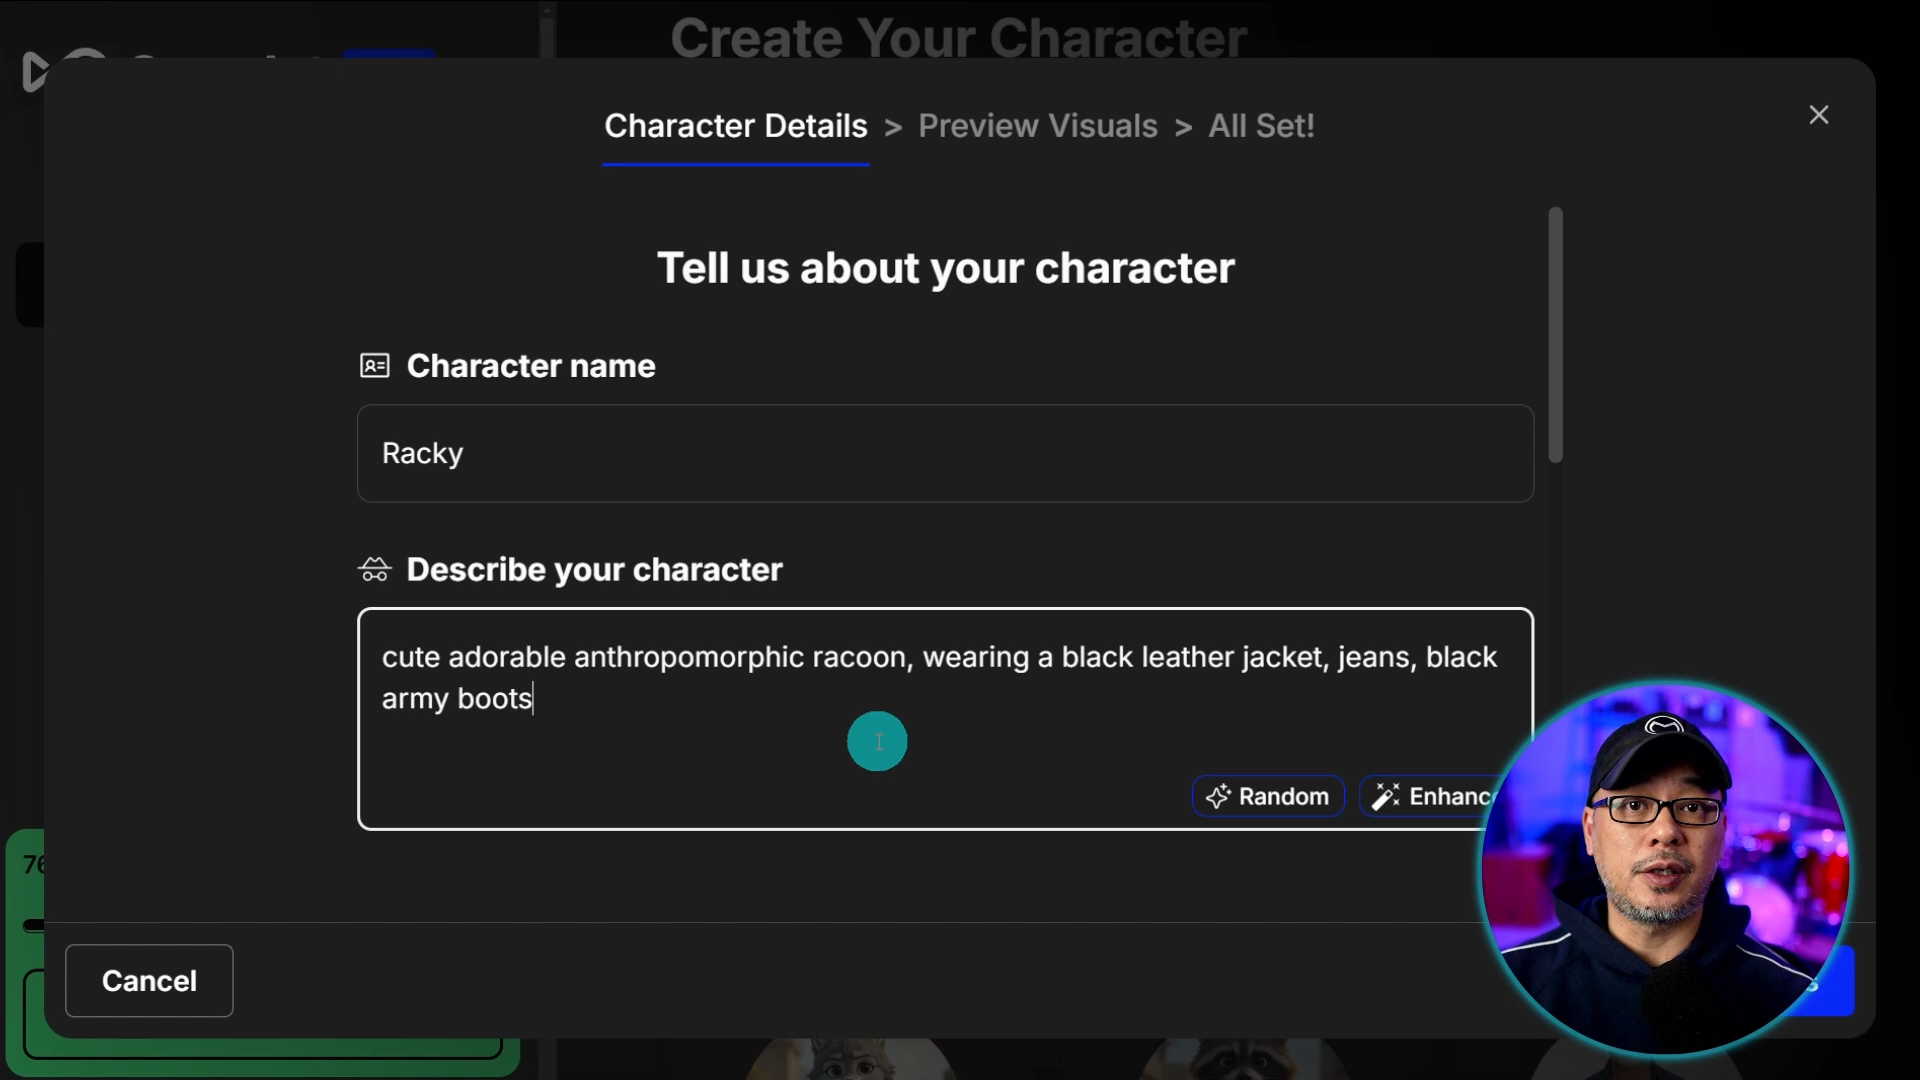 Create Your Character
Character Details > Preview Visuals > All Set!
Tell us about your character
Character name
Racky
Describe your character
cute adorable anthropomorphic racoon, wearing a black leather jacket, jeans, black
army boots
Random
Cancel